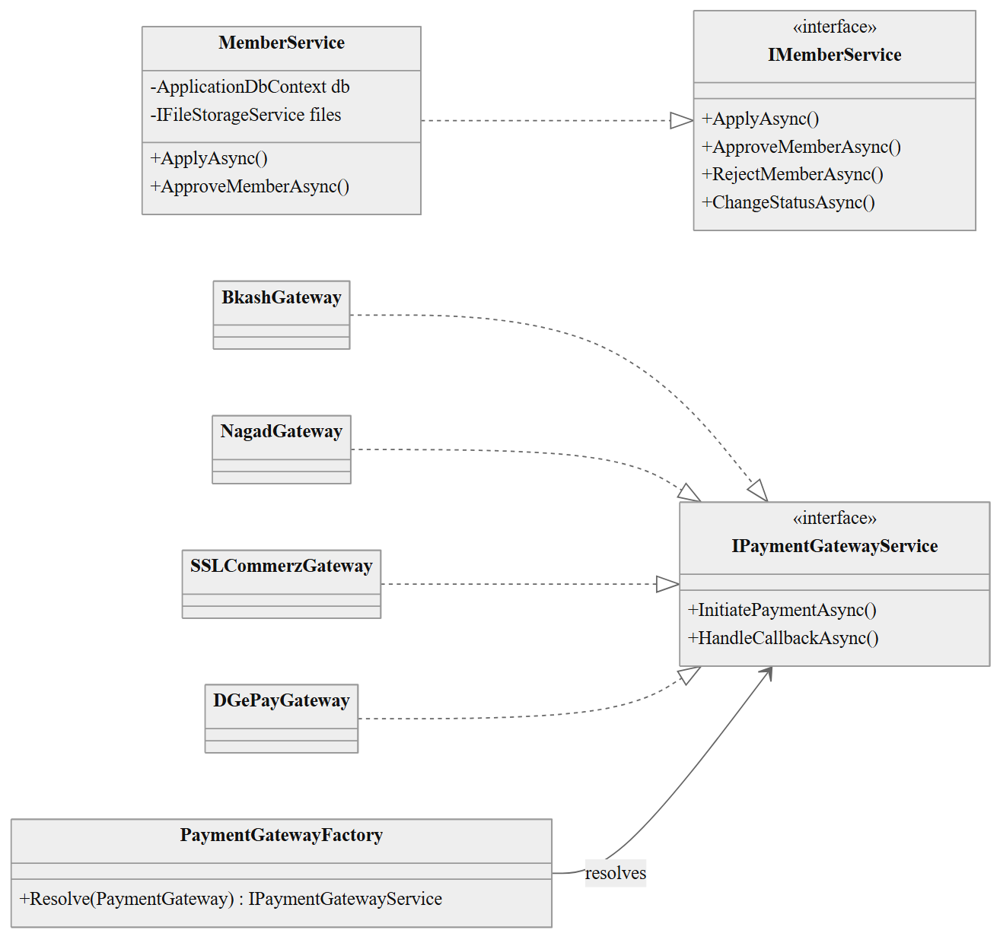 MemberService
-ApplicationDbContext db
-IFileStorageService files
+ApplyAsync()
+ApproveMemberAsync()
«interface»
IMemberService
+ApplyAsync()
+ApproveMemberAsync()
+RejectMemberAsync()
+ChangeStatusAsync()
BkashGateway
NagadGateway
SSLCommerzGateway
«interface»
IPaymentGatewayService
+InitiatePaymentAsync()
+HandleCallbackAsync()
DGePayGateway
PaymentGatewayFactory
+Resolve(PaymentGateway) : IPaymentGatewayService
resolves